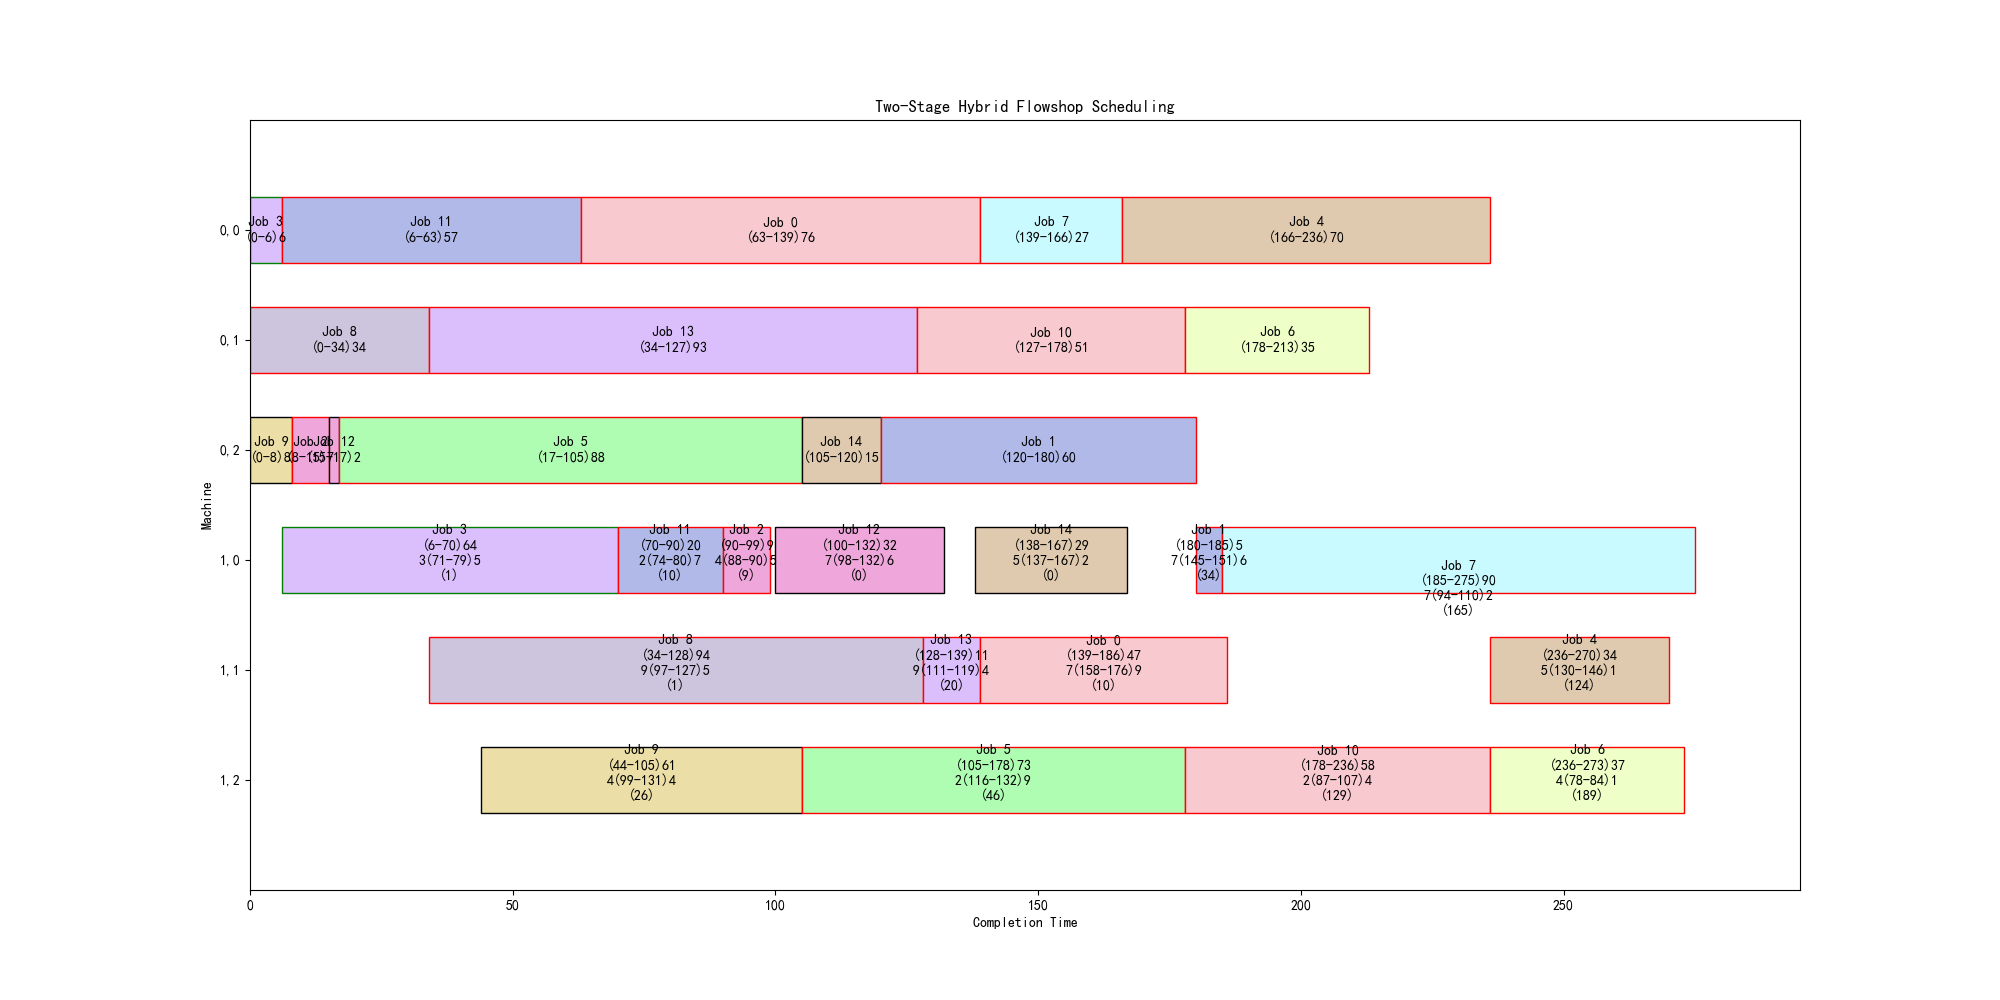 Two-Stage Hybrid Flowshop Scheduling
0,0
Job 3
(0-6)6
Job 11
(6-63)57
Job 0
(63-139)76
Job 7
(139-166)27
Job 4
(166-236)70
0,1
Job 8
(0-34)34
Job 13
(34-127)93
Job 10
(127-178)51
Job 6
(178-213)35
0,2
Job 9
(0-8)8
Job 2
(8-15)7
Job 12
(15-17)2
Job 5
(17-105)88
Job 14
(105-120)15
Job 1
(120-180)60
Machine
1,0
Job 3
(6-70)64
3(71-79)5
(1)
Job 11
(70-90)20
2(74-80)7
(10)
Job 2
(90-99)9
4(88-90)5
(9)
Job 12
(100-132)32
7(98-132)6
(0)
Job 14
(138-167)29
5(137-167)2
(0)
Job 1
(180-185)5
7(145-151)6
(34)
Job 7
(185-275)90
7(94-110)2
(165)
1,1
Job 8
(34-128)94
9(97-127)5
(1)
Job 13
(128-139)11
9(111-119)4
(20)
Job 0
(139-186)47
7(158-176)9
(10)
Job 4
(236-270)34
5(130-146)1
(124)
1,2
Job 9
(44-105)61
4(99-131)4
(26)
Job 5
(105-178)73
2(116-132)9
(46)
Job 10
(178-236)58
2(87-107)4
(129)
Job 6
(236-273)37
4(78-84)1
(189)
0
50
100
150
200
250
Completion Time